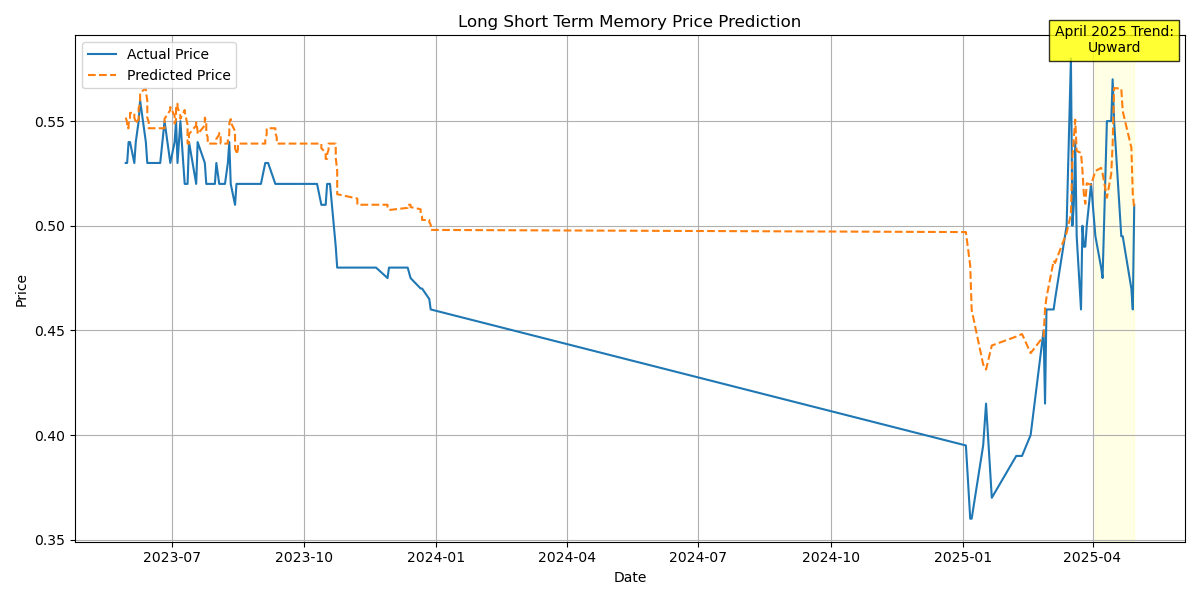 Long Short Term Memory Price Prediction
April 2025 Trend:
Upward
Actual Price
Predicted Price
Price
0.55
0.50
0.45
0.40
0.35
2023-07
2023-10
2024-01
2024-04
2024-07
2024-10
2025-01
2025-04
Date